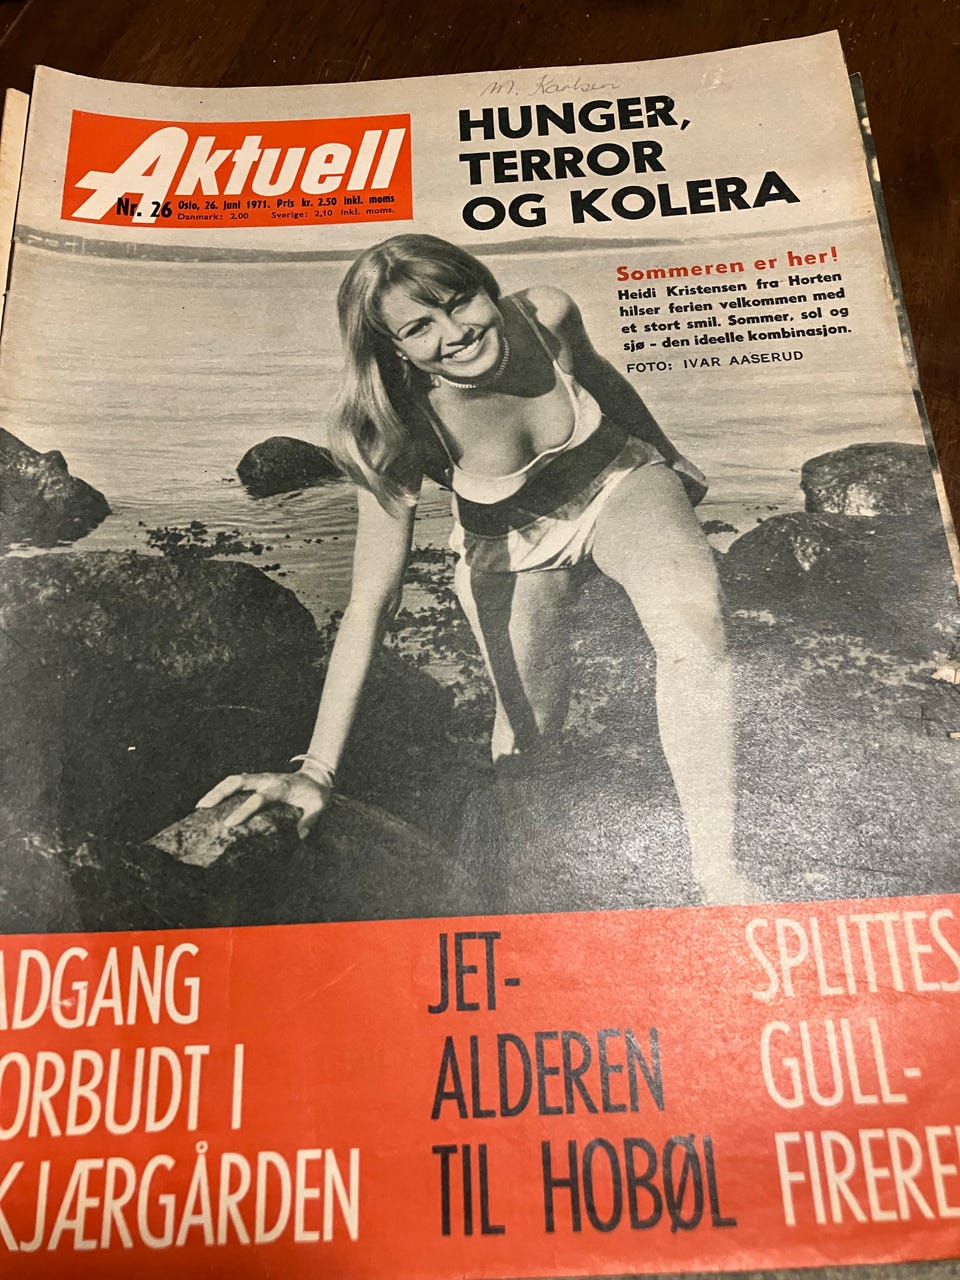 M. Karlsen
Aktuell
Nr. 26 Oslo, 26. juni 1971. Pris kr. 2.50 inkl. moms
Danmark: 2.00 Sverige: 2,10 inkl. moms.
HUNGER,
TERROR
OG KOLERA
Sommeren er her!
Heidi Kristensen fra Horten
hilser ferien velkommen med
et stort smil. Sommer, sol og
sjø - den ideelle kombinasjon.
FOTO: IVAR AASERUD
ADGANG
ORBUDT I
KJÆRGÅRDEN
JET-
ALDEREN
TIL HOBØL
SPLITTES
GULL-
FIRERE